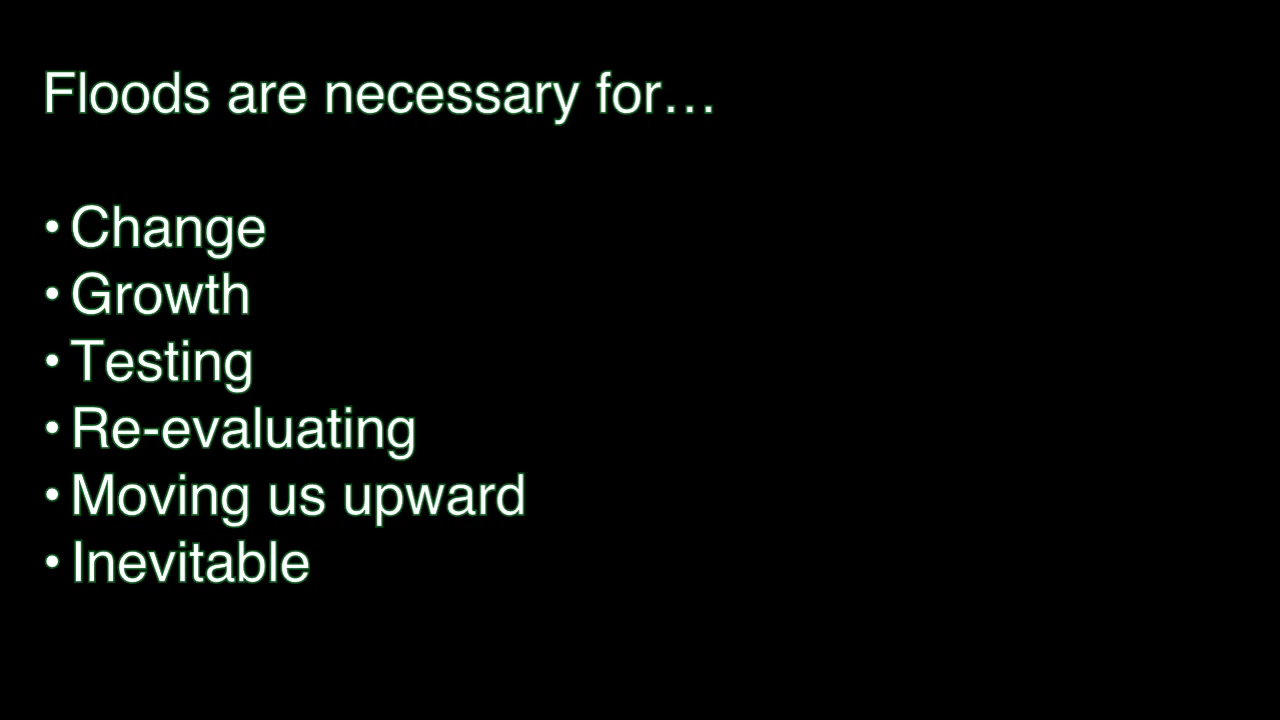 Floods are necessary for…
• Change
• Growth
• Testing
• Re-evaluating
• Moving us upward
• Inevitable